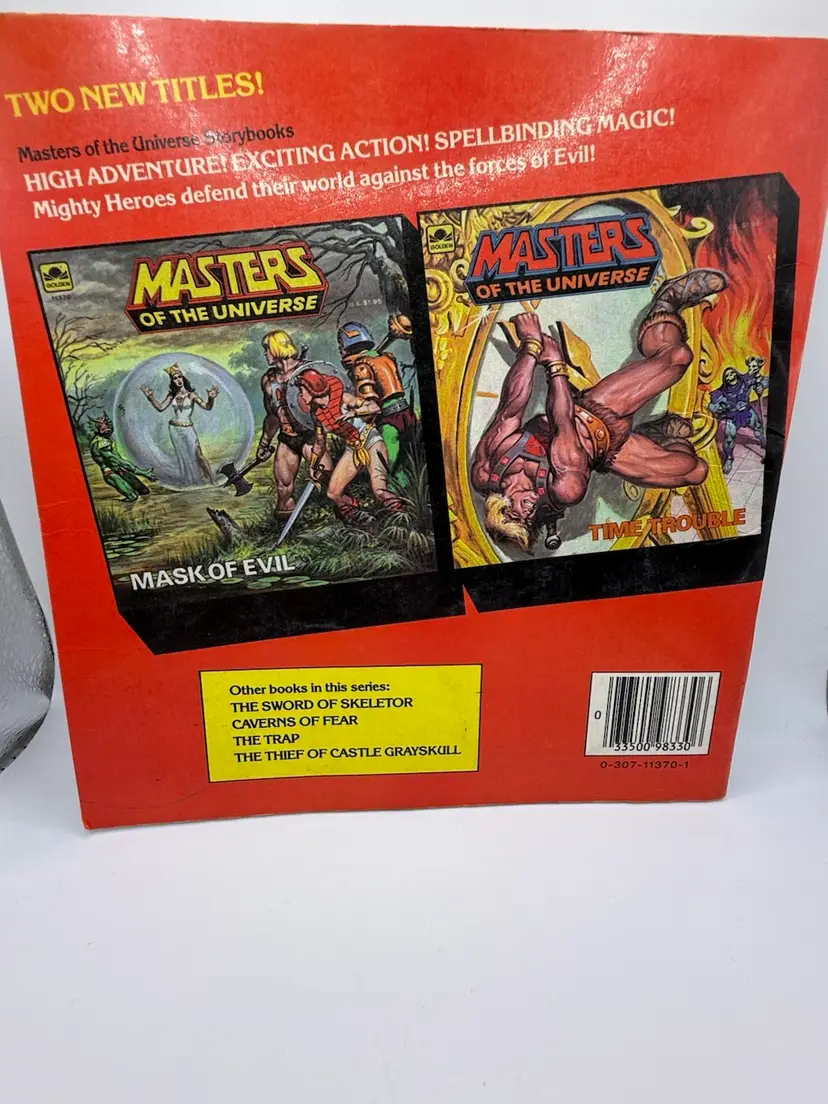 TWO NEW TITLES!
Masters of the Universe Storybooks
HIGH ADVENTURE! EXCITING ACTION! SPELLBINDING MAGIC!
Mighty Heroes defend their world against the forces of Evil!
GOLDEN
11370
MASTERS
OF THE UNIVERSE
U.S. $1.95
MASK OF EVIL
GOLDEN
MASTERS
OF THE UNIVERSE
TIME TROUBLE
Other books in this series:
THE SWORD OF SKELETOR
CAVERNS OF FEAR
THE TRAP
THE THIEF OF CASTLE GRAYSKULL
0
33500 98330
0-307-11370-1